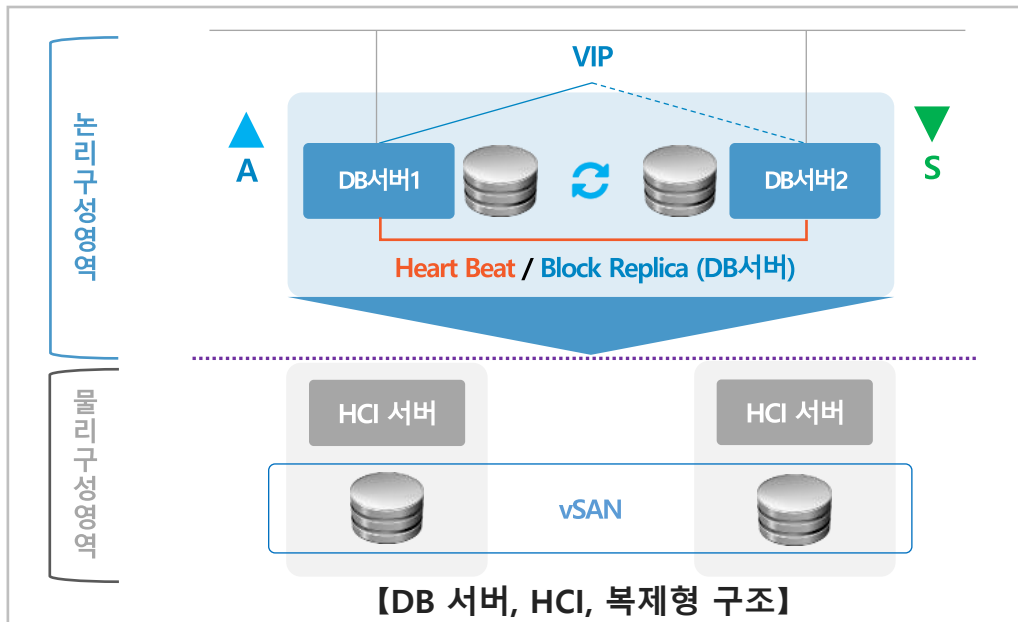 논리구성영역
VIP
A
S
DB서버1
DB서버2
Heart Beat / Block Replica (DB서버)
물리구성영역
HCI 서버
HCI 서버
vSAN
【DB 서버, HCI, 복제형 구조】